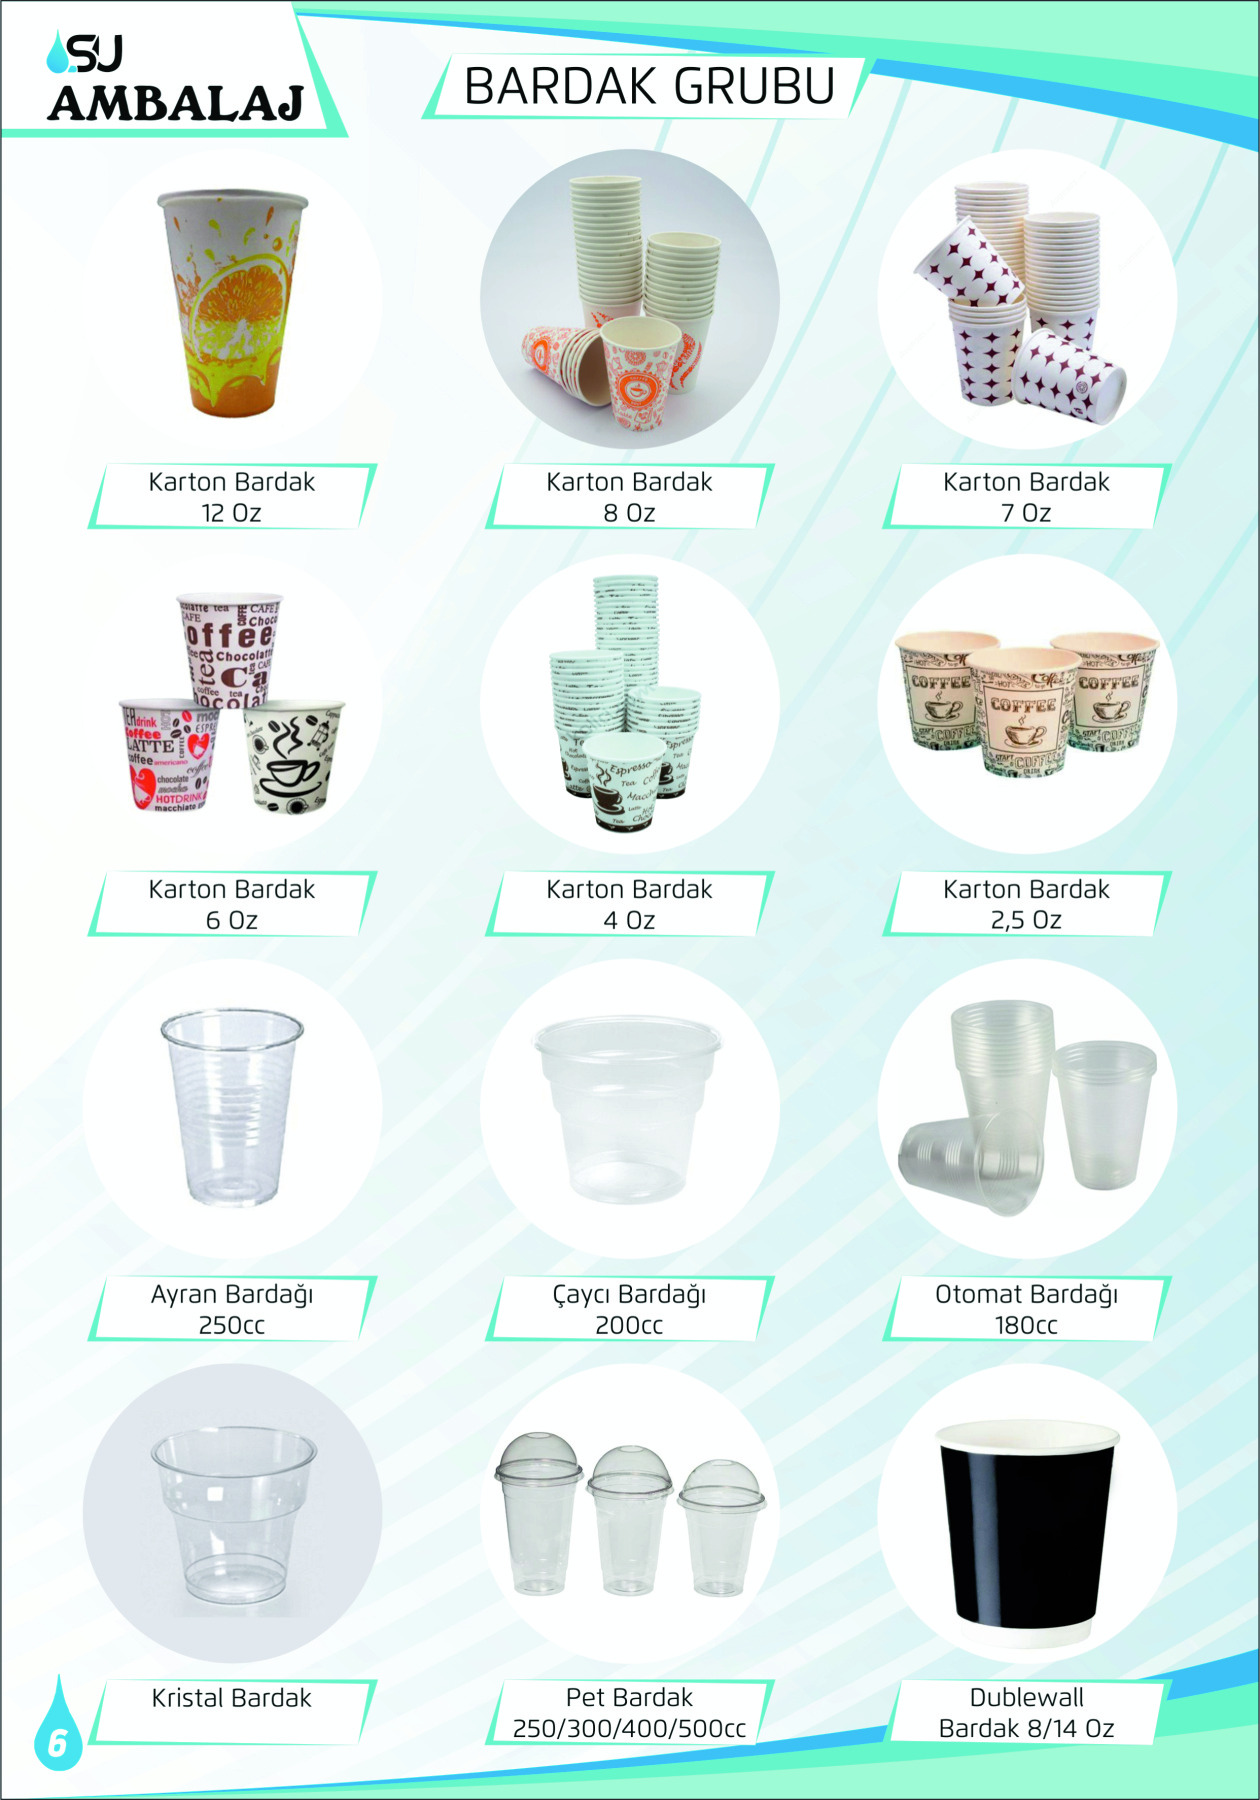 SU
AMBALAJ
BARDAK GRUBU
Karton Bardak
12 Oz
Karton Bardak
8 Oz
Karton Bardak
7 Oz
Karton Bardak
6 Oz
Karton Bardak
4 Oz
Karton Bardak
2,5 Oz
Ayran Bardağı
250cc
Çaycı Bardağı
200cc
Otomat Bardağı
180cc
Kristal Bardak
Pet Bardak
250/300/400/500cc
Dublewall
Bardak 8/14 Oz
6